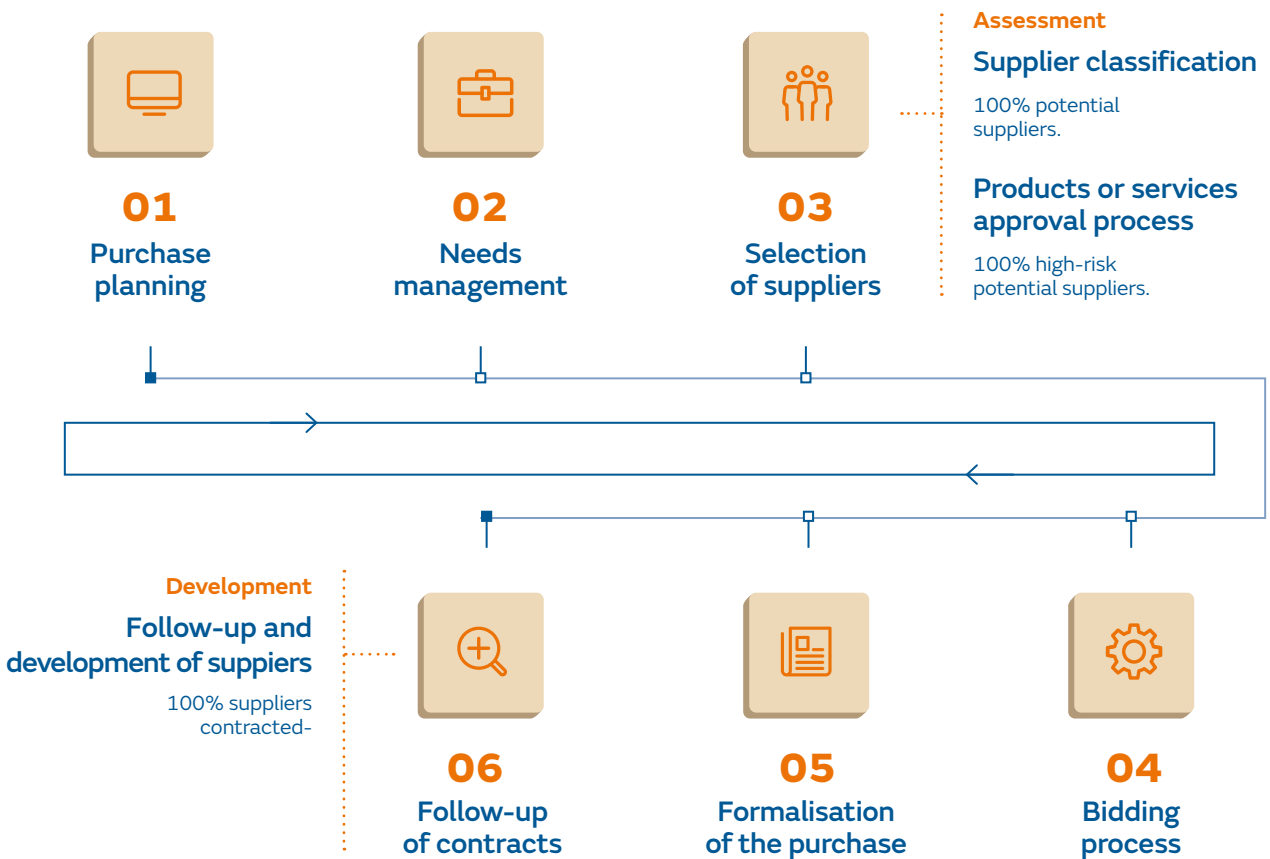 01
Purchase
planning
02
Needs
management
03
Selection
of suppliers
Assessment
Supplier classification
100% potential
suppliers.
Products or services
approval process
100% high-risk
potential suppliers.
Development
Follow-up and
development of suppiers
100% suppliers
contracted-
06
Follow-up
of contracts
05
Formalisation
of the purchase
04
Bidding
process